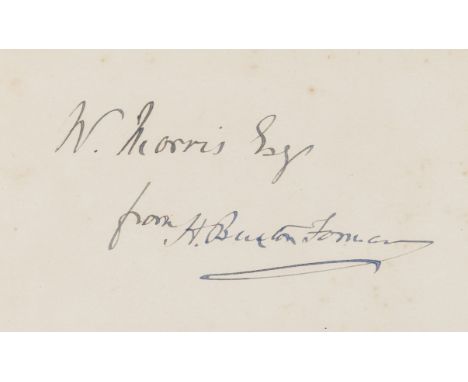 W. Morris Esq
from H. Buxton Forman